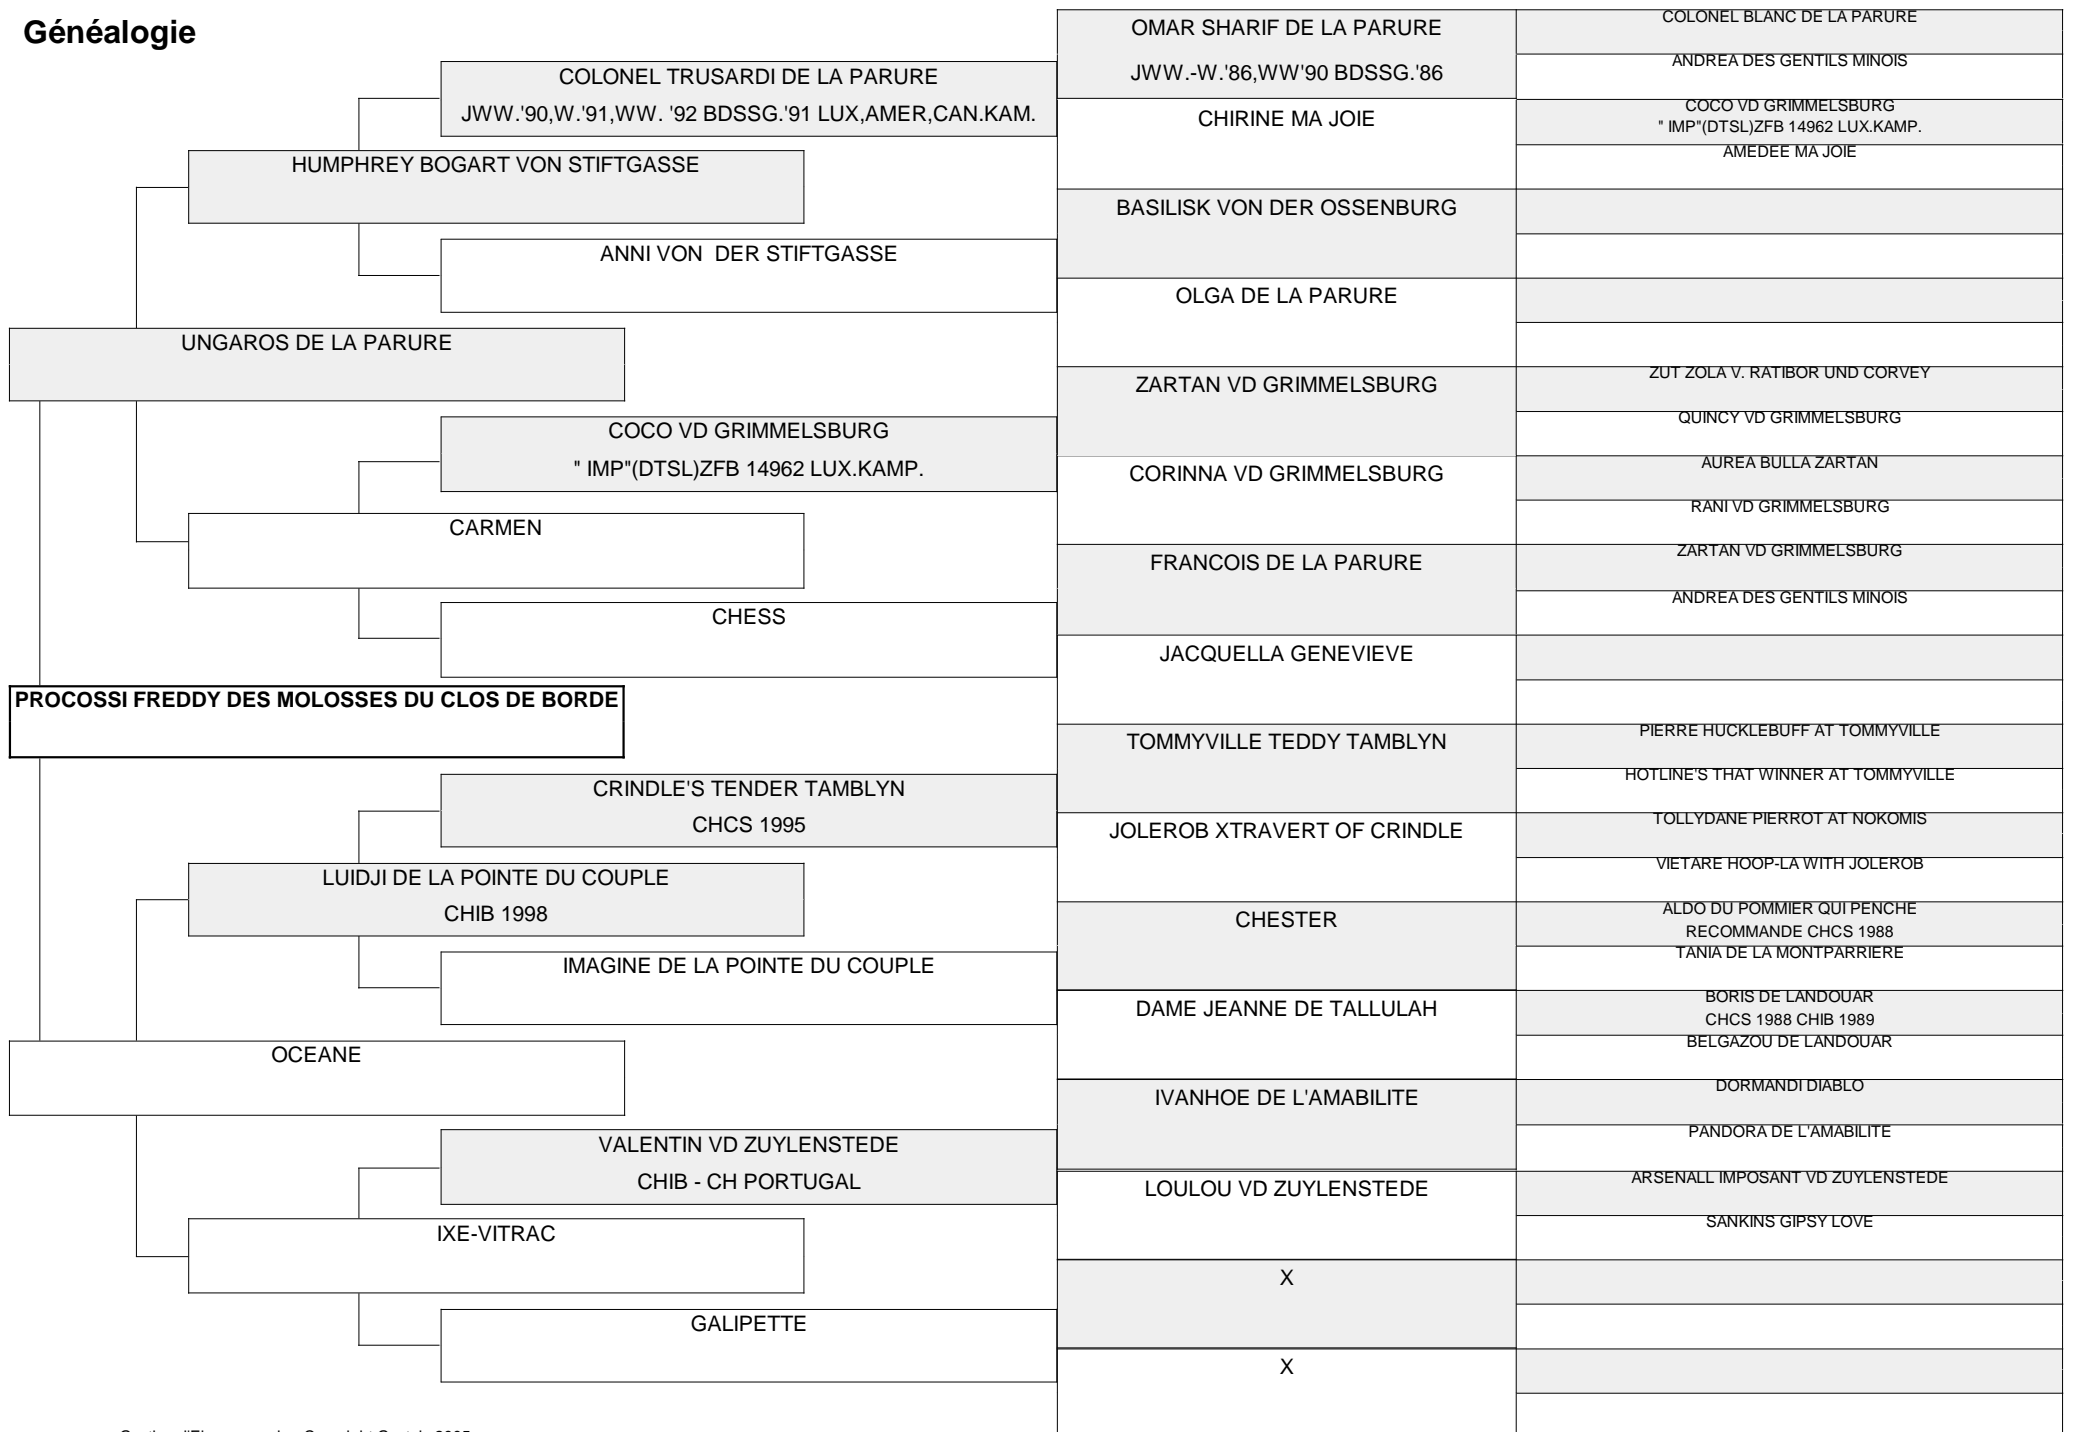 Généalogie
UNGAROS DE LA PARURE
PROCOSSI FREDDY DES MOLOSSES DU CLOS DE BORDE
OCEANE
HUMPHREY BOGART VON STIFTGASSE
CARMEN
LUIDJI DE LA POINTE DU COUPLE
CHIB 1998
IXE-VITRAC
COLONEL TRUSARDI DE LA PARURE
JWW.'90,W.'91,WW. '92 BDSSG.'91 LUX,AMER,CAN.KAM.
ANNI VON  DER STIFTGASSE
COCO VD GRIMMELSBURG
" IMP"(DTSL)ZFB 14962 LUX.KAMP.
CHESS
CRINDLE'S TENDER TAMBLYN
CHCS 1995
IMAGINE DE LA POINTE DU COUPLE
VALENTIN VD ZUYLENSTEDE
CHIB - CH PORTUGAL
GALIPETTE
OMAR SHARIF DE LA PARURE
JWW.-W.'86,WW'90 BDSSG.'86
CHIRINE MA JOIE
BASILISK VON DER OSSENBURG
OLGA DE LA PARURE
ZARTAN VD GRIMMELSBURG
CORINNA VD GRIMMELSBURG
FRANCOIS DE LA PARURE
JACQUELLA GENEVIEVE
TOMMYVILLE TEDDY TAMBLYN
JOLEROB XTRAVERT OF CRINDLE
CHESTER
DAME JEANNE DE TALLULAH
IVANHOE DE L'AMABILITE
LOULOU VD ZUYLENSTEDE
X
X
COLONEL BLANC DE LA PARURE
ANDREA DES GENTILS MINOIS
COCO VD GRIMMELSBURG
" IMP"(DTSL)ZFB 14962 LUX.KAMP.
AMEDEE MA JOIE
ZUT ZOLA V. RATIBOR UND CORVEY
QUINCY VD GRIMMELSBURG
AUREA BULLA ZARTAN
RANI VD GRIMMELSBURG
ZARTAN VD GRIMMELSBURG
ANDREA DES GENTILS MINOIS
PIERRE HUCKLEBUFF AT TOMMYVILLE
HOTLINE'S THAT WINNER AT TOMMYVILLE
TOLLYDANE PIERROT AT NOKOMIS
VIETARE HOOP-LA WITH JOLEROB
ALDO DU POMMIER QUI PENCHE
RECOMMANDE CHCS 1988
TANIA DE LA MONTPARRIERE
BORIS DE LANDOUAR
CHCS 1988 CHIB 1989
BELGAZOU DE LANDOUAR
DORMANDI DIABLO
PANDORA DE L'AMABILITE
ARSENALL IMPOSANT VD ZUYLENSTEDE
SANKINS GIPSY LOVE